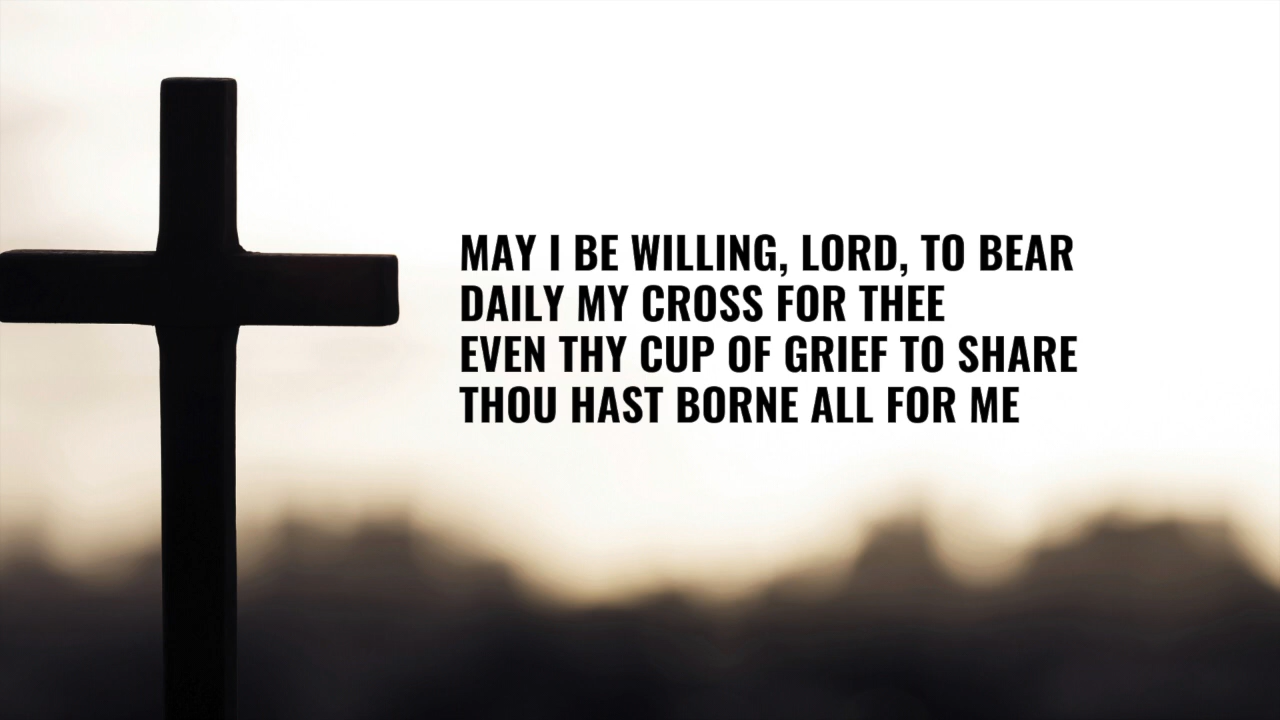 MAY I BE WILLING, LORD, TO BEAR
DAILY MY CROSS FOR THEE
EVEN THY CUP OF GRIEF TO SHARE
THOU HAST BORNE ALL FOR ME